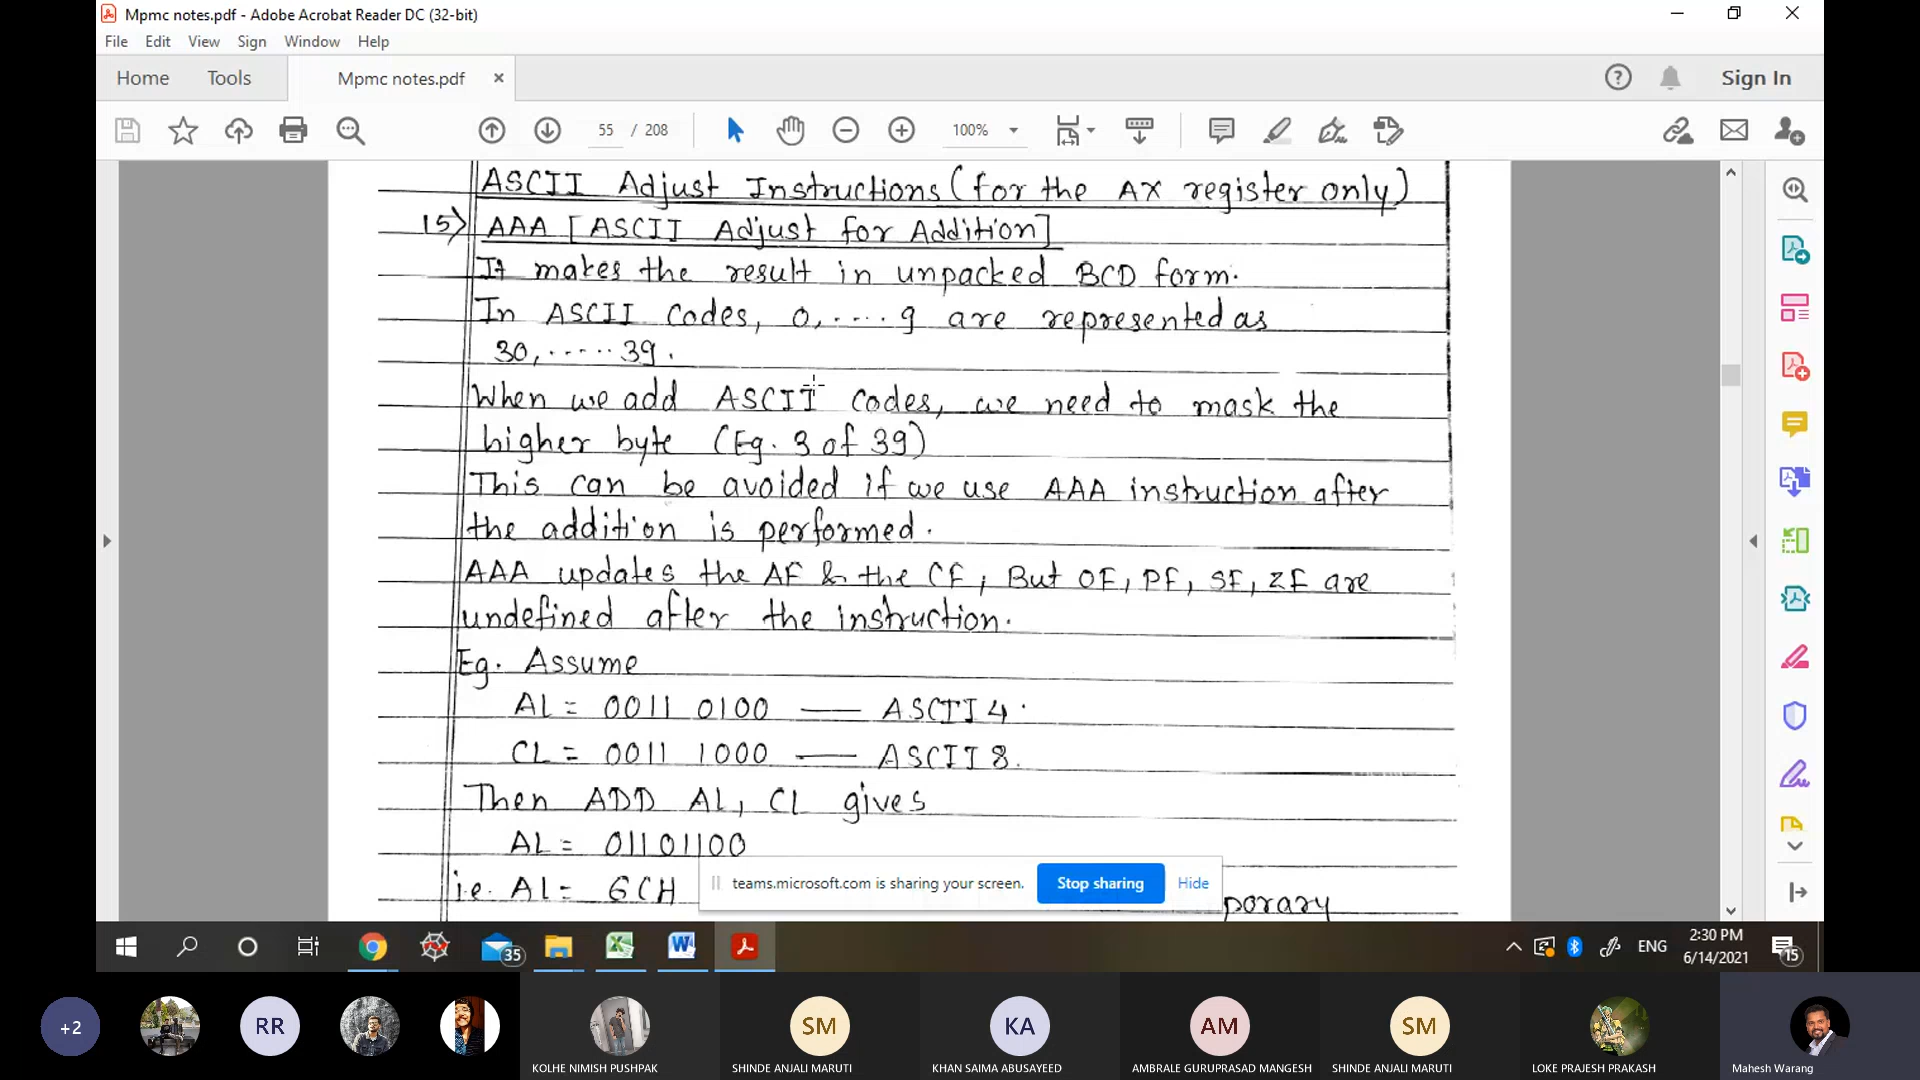 Mpmc notes.pdf - Adobe Acrobat Reader DC (32-bit)
File Edit View Sign Window Help
Home Tools Mpmc notes.pdf Sign In
55 / 208 100%
ASCII Adjust Instructions (for the AX register only)
15) AAA [ASCII Adjust for Addition]
It makes the result in unpacked BCD form.
In ASCII Codes, 0,....9 are represented as
30,.....39.
When we add ASCII Codes, we need to mask the
higher byte (Eg. 3 of 39)
This can be avoided if we use AAA instruction after
the addition is performed.
AAA updates the AF & the CF; But OF, PF, SF, ZF are
undefined after the instruction.
Eg. Assume
AL = 0011 0100 — ASCII 4.
CL = 0011 1000 — ASCII 8.
Then ADD AL, CL gives
AL = 01101100
i.e. AL = 6CH
porary
teams.microsoft.com is sharing your screen. Stop sharing Hide
35
ENG
2:30 PM
6/14/2021
15
+2 RR SM KA AM SM
KOLHE NIMISH PUSHPAK SHINDE ANJALI MARUTI KHAN SAIMA ABUSAYEED AMBRALE GURUPRASAD MANGESH SHINDE ANJALI MARUTI LOKE PRAJESH PRAKASH Mahesh Warang